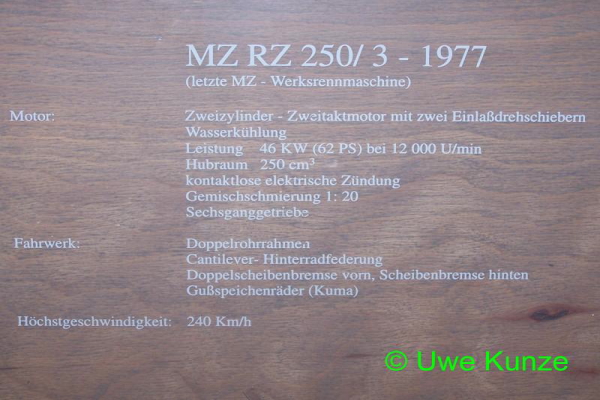 MZ RZ 250/ 3 - 1977
(letzte MZ - Werksrennmaschine)
Motor: Zweizylinder - Zweitaktmotor mit zwei Einlaßdrehschiebern
Wasserkühlung
Leistung 46 KW (62 PS) bei 12 000 U/min
Hubraum 250 cm³
kontaktlose elektrische Zündung
Gemischschmierung 1: 20
Sechsganggetriebe
Fahrwerk: Doppelrohrrahmen
Cantilever- Hinterradfederung
Doppelscheibenbremse vorn, Scheibenbremse hinten
Gußspeichenräder (Kuma)
Höchstgeschwindigkeit: 240 Km/h
© Uwe Kunze